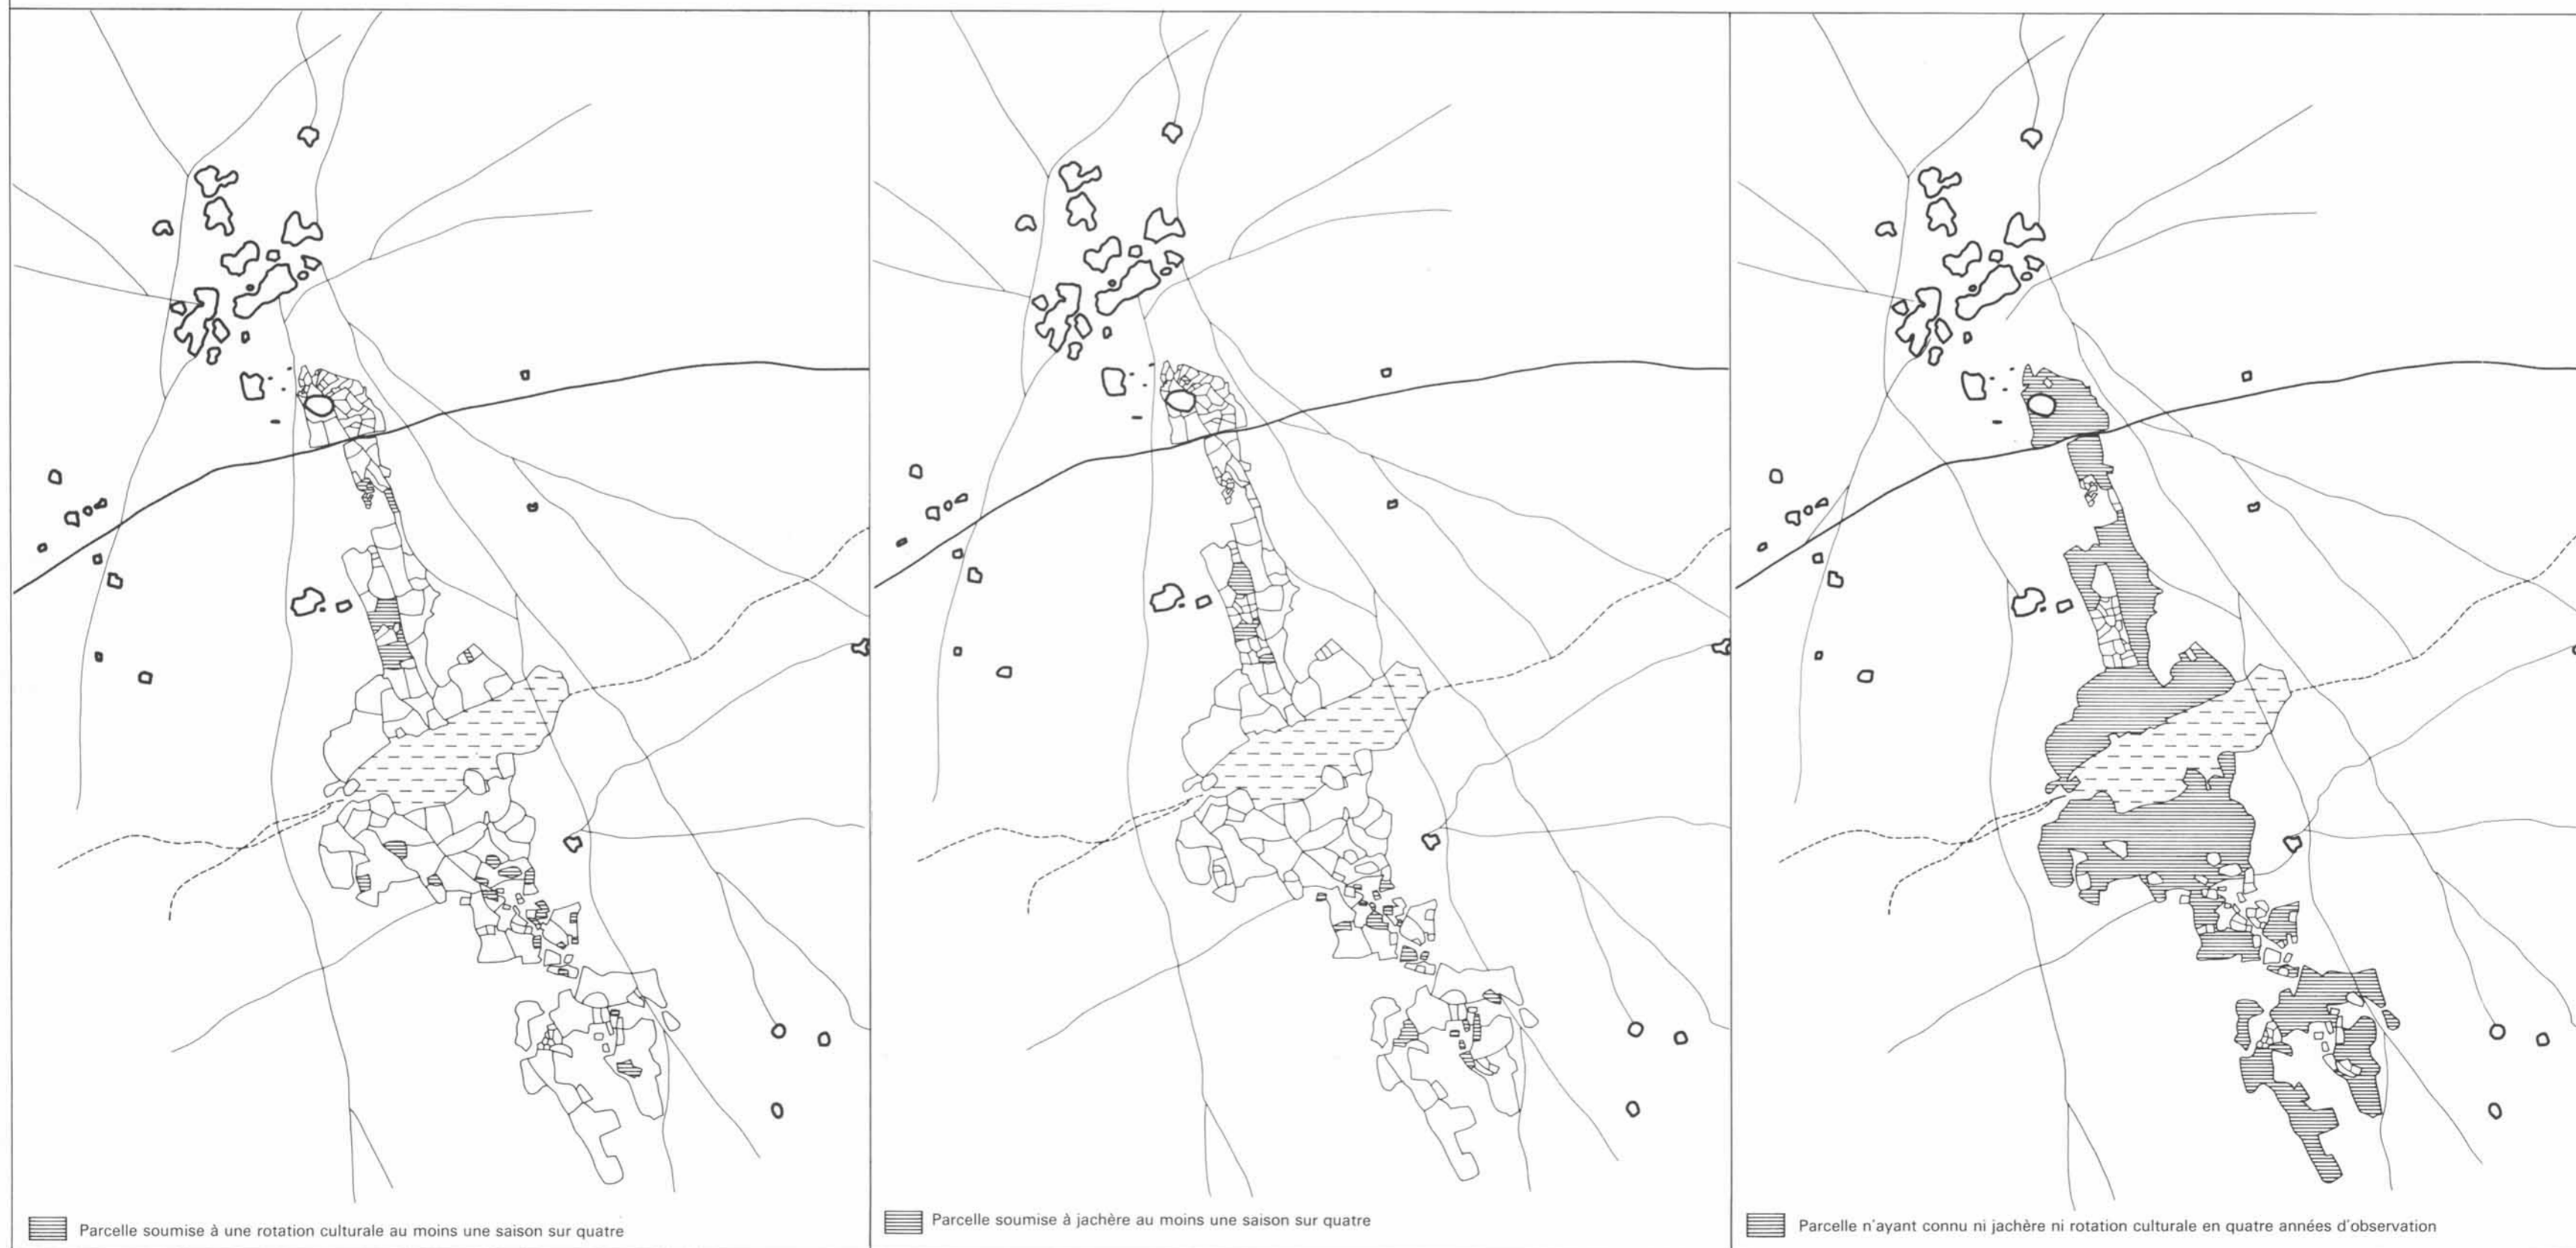 Parcelle soumise à une rotation culturale au moins une saison sur quatre
Parcelle soumise à jachère au moins une saison sur quatre
Parcelle n'ayant connu ni jachère ni rotation culturale en quatre années d'observation